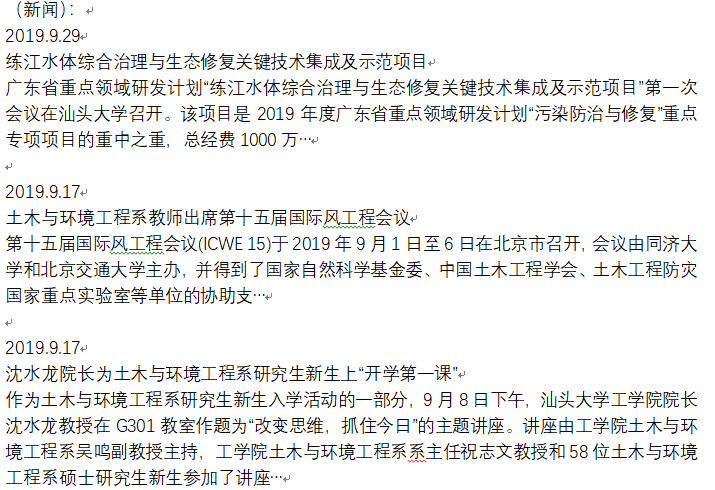 （新闻）：
2019.9.29
练江水体综合治理与生态修复关键技术集成及示范项目
广东省重点领域研发计划“练江水体综合治理与生态修复关键技术集成及示范项目”第一次
会议在汕头大学召开。该项目是 2019 年度广东省重点领域研发计划“污染防治与修复”重点
专项项目的重中之重，总经费 1000 万…
2019.9.17
土木与环境工程系教师出席第十五届国际风工程会议
第十五届国际风工程会议(ICWE 15)于 2019 年 9 月 1 日至 6 日在北京市召开, 会议由同济大
学和北京交通大学主办，并得到了国家自然科学基金委、中国土木工程学会、土木工程防灾
国家重点实验室等单位的协助支…
2019.9.17
沈水龙院长为土木与环境工程系研究生新生上“开学第一课”
作为土木与环境工程系研究生新生入学活动的一部分，9 月 8 日下午，汕头大学工学院院长
沈水龙教授在 G301 教室作题为“改变思维，抓住今日”的主题讲座。讲座由工学院土木与环
境工程系吴鸣副教授主持，工学院土木与环境工程系系主任祝志文教授和 58 位土木与环境
工程系硕士研究生新生参加了讲座…